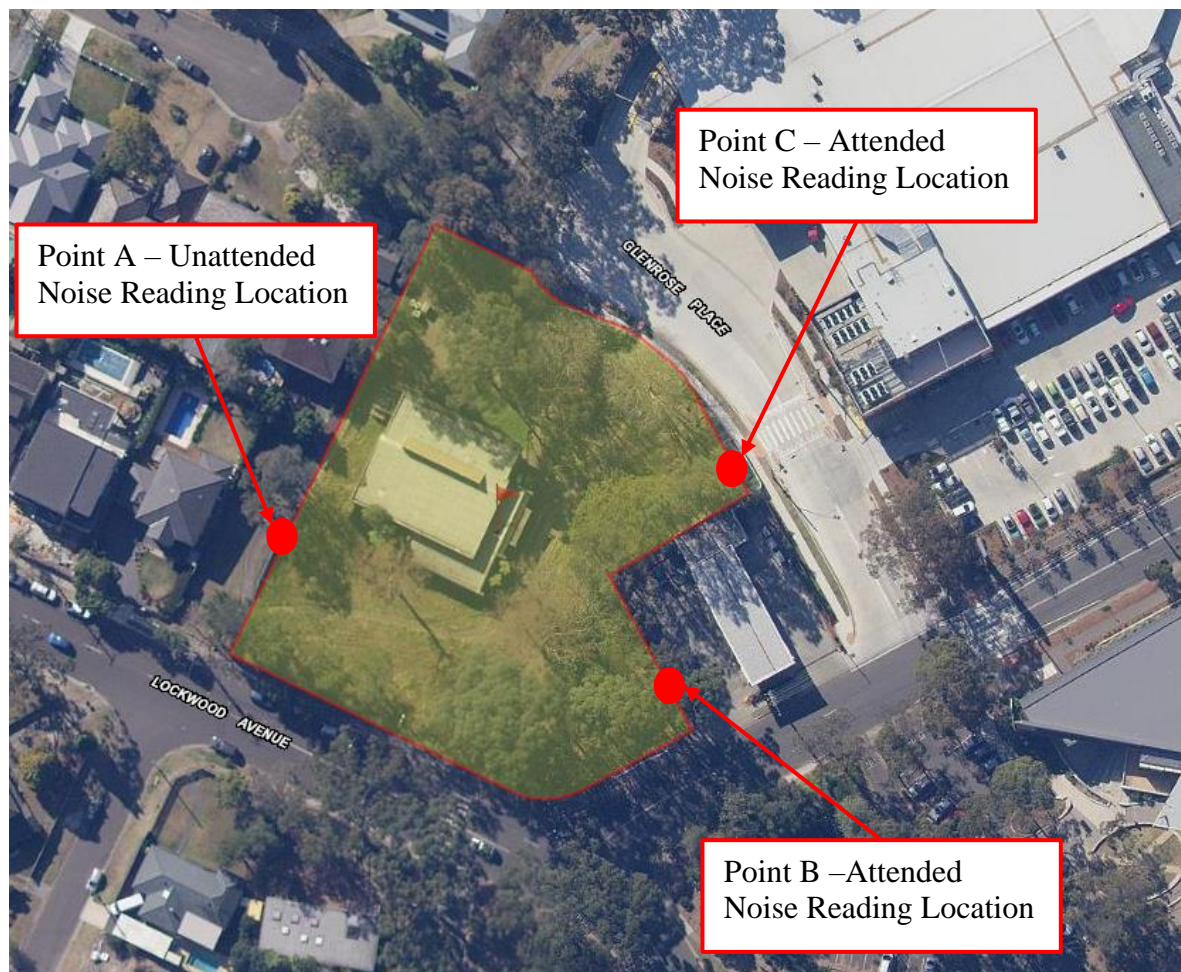 Point C – Attended
Noise Reading Location
Point A – Unattended
Noise Reading Location
GLENROSE PLACE
LOCKWOOD AVENUE
Point B –Attended
Noise Reading Location